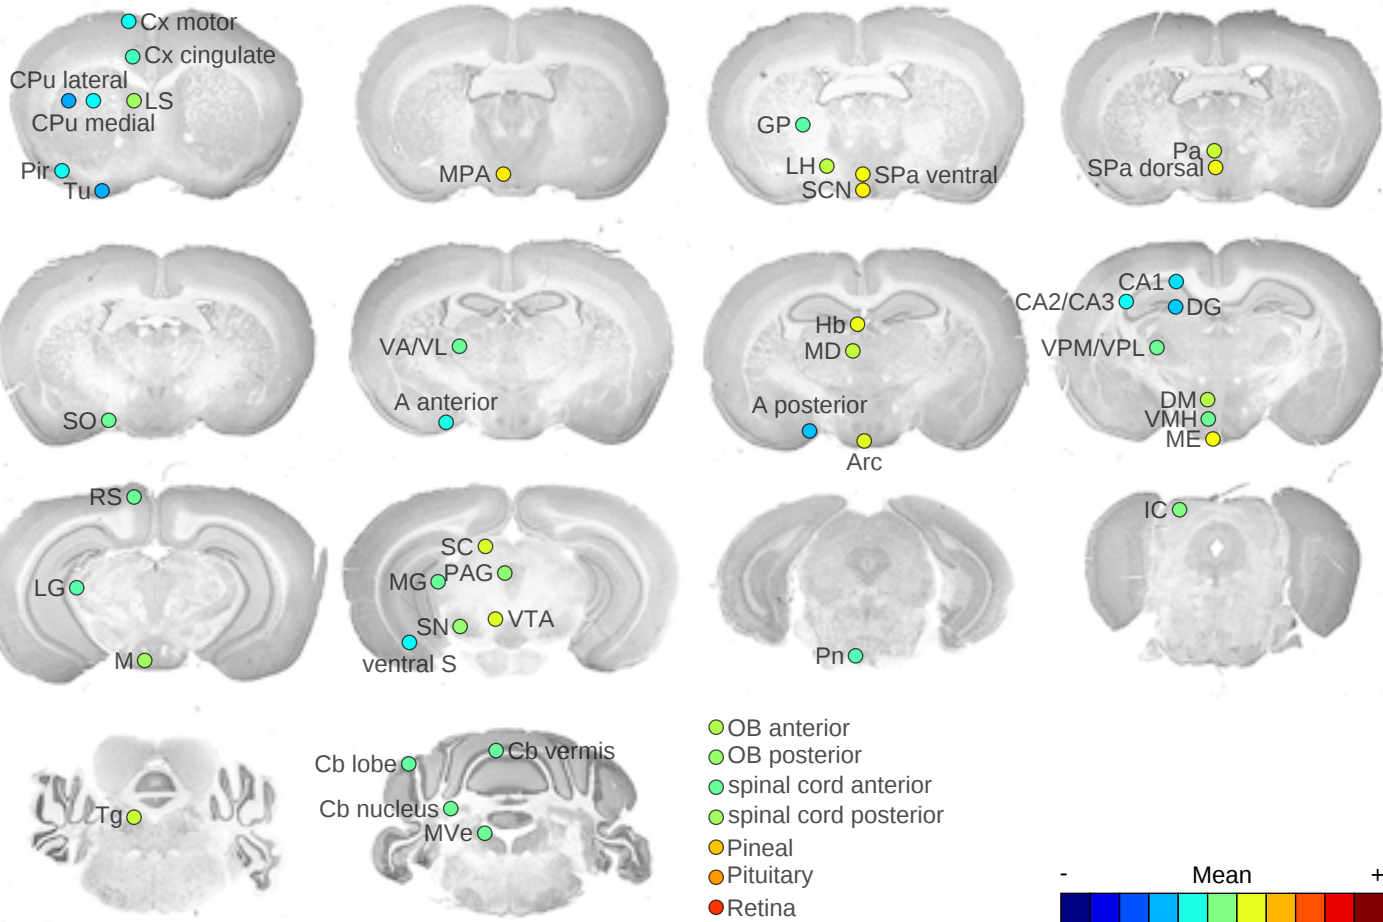 Cx motor
Cx cingulate
CPu lateral
LS
CPu medial
Pir
Tu
MPA
GP
LH
SPa ventral
SCN
Pa
SPa dorsal
SO
VA/VL
A anterior
Hb
MD
A posterior
Arc
CA1
CA2/CA3
DG
VPM/VPL
DM
VMH
ME
RS
LG
M
SC
MG
PAG
SN
VTA
ventral S
Pn
IC
Tg
Cb lobe
Cb vermis
Cb nucleus
MVe
OB anterior
OB posterior
spinal cord anterior
spinal cord posterior
Pineal
Pituitary
Retina
- Mean +